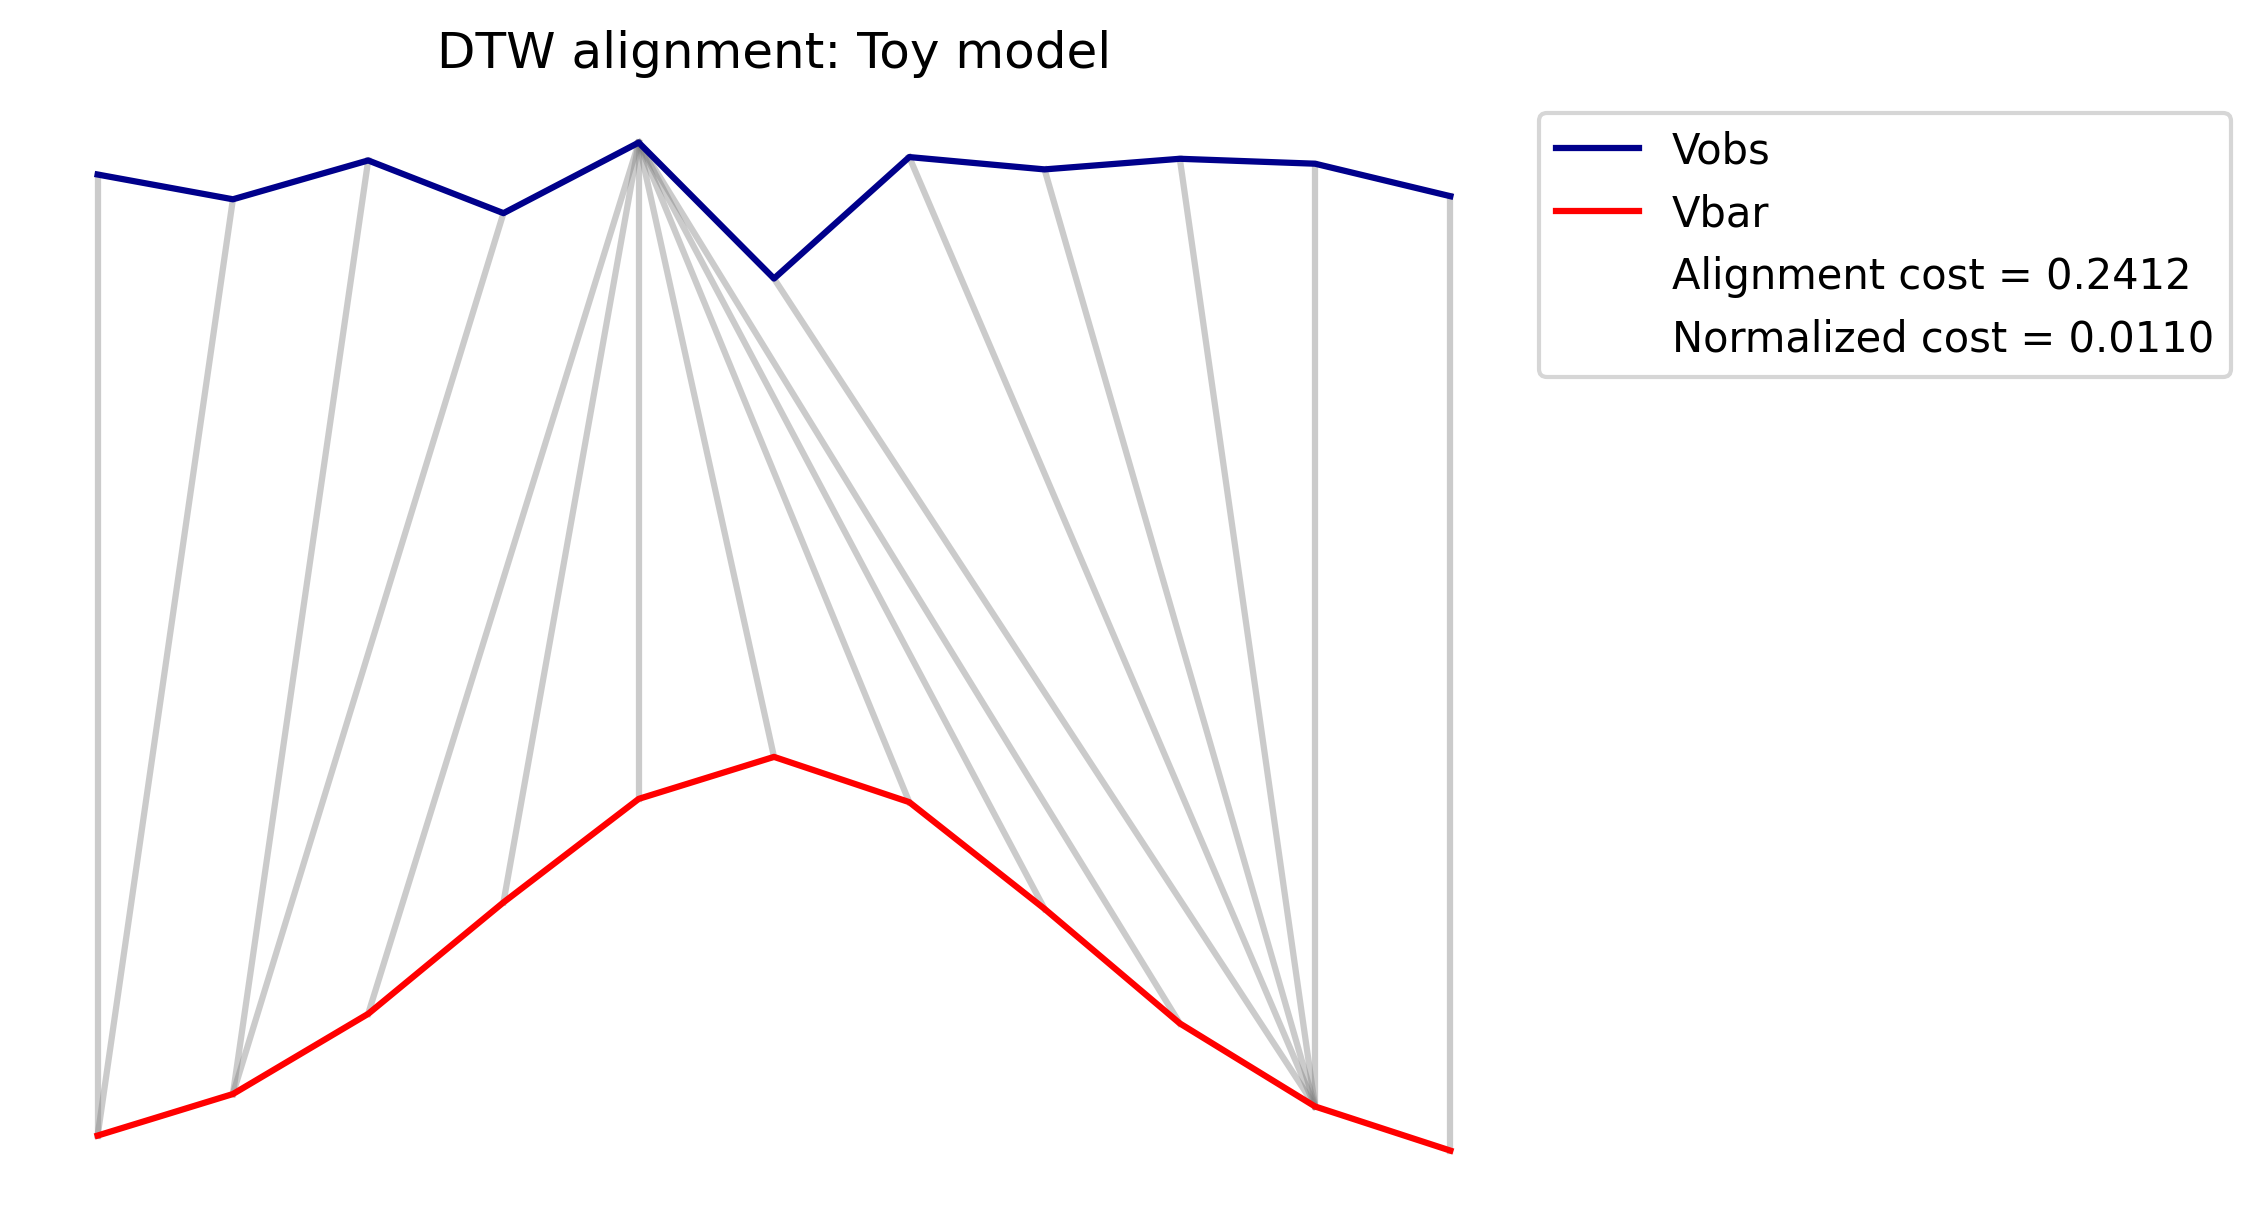 DTW alignment: Toy model
Vobs
Vbar
Alignment cost = 0.2412
Normalized cost = 0.0110